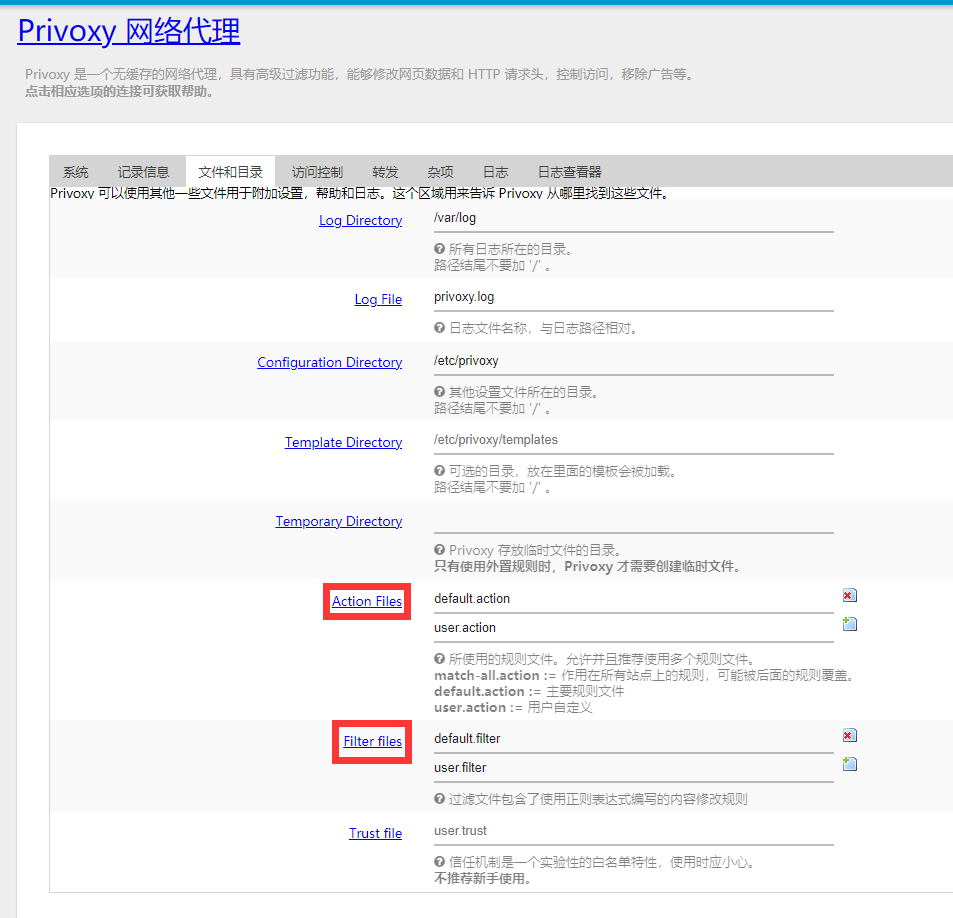 Privoxy 网络代理
Privoxy 是一个无缓存的网络代理，具有高级过滤功能，能够修改网页数据和 HTTP 请求头，控制访问，移除广告等。
点击相应选项的连接可获取帮助。
系统 记录信息 文件和目录 访问控制 转发 杂项 日志 日志查看器
Privoxy 可以使用其他一些文件用于附加设置，帮助和日志。这个区域用来告诉 Privoxy 从哪里找到这些文件。
Log Directory /var/log
所有日志所在的目录。
路径结尾不要加 '/' 。
Log File privoxy.log
日志文件名称，与日志路径相对。
Configuration Directory /etc/privoxy
其他设置文件所在的目录。
路径结尾不要加 '/' 。
Template Directory /etc/privoxy/templates
可选的目录，放在里面的模板会被加载。
路径结尾不要加 '/' 。
Temporary Directory
Privoxy 存放临时文件的目录。
只有使用外置规则时，Privoxy 才需要创建临时文件。
Action Files default.action
user.action
所使用的规则文件。允许并且推荐使用多个规则文件。
match-all.action := 作用在所有站点上的规则，可能被后面的规则覆盖。
default.action := 主要规则文件
user.action := 用户自定义
Filter files default.filter
user.filter
过滤文件包含了使用正则表达式编写的内容修改规则
Trust file user.trust
信任机制是一个实验性的白名单特性，使用时应小心。
不推荐新手使用。